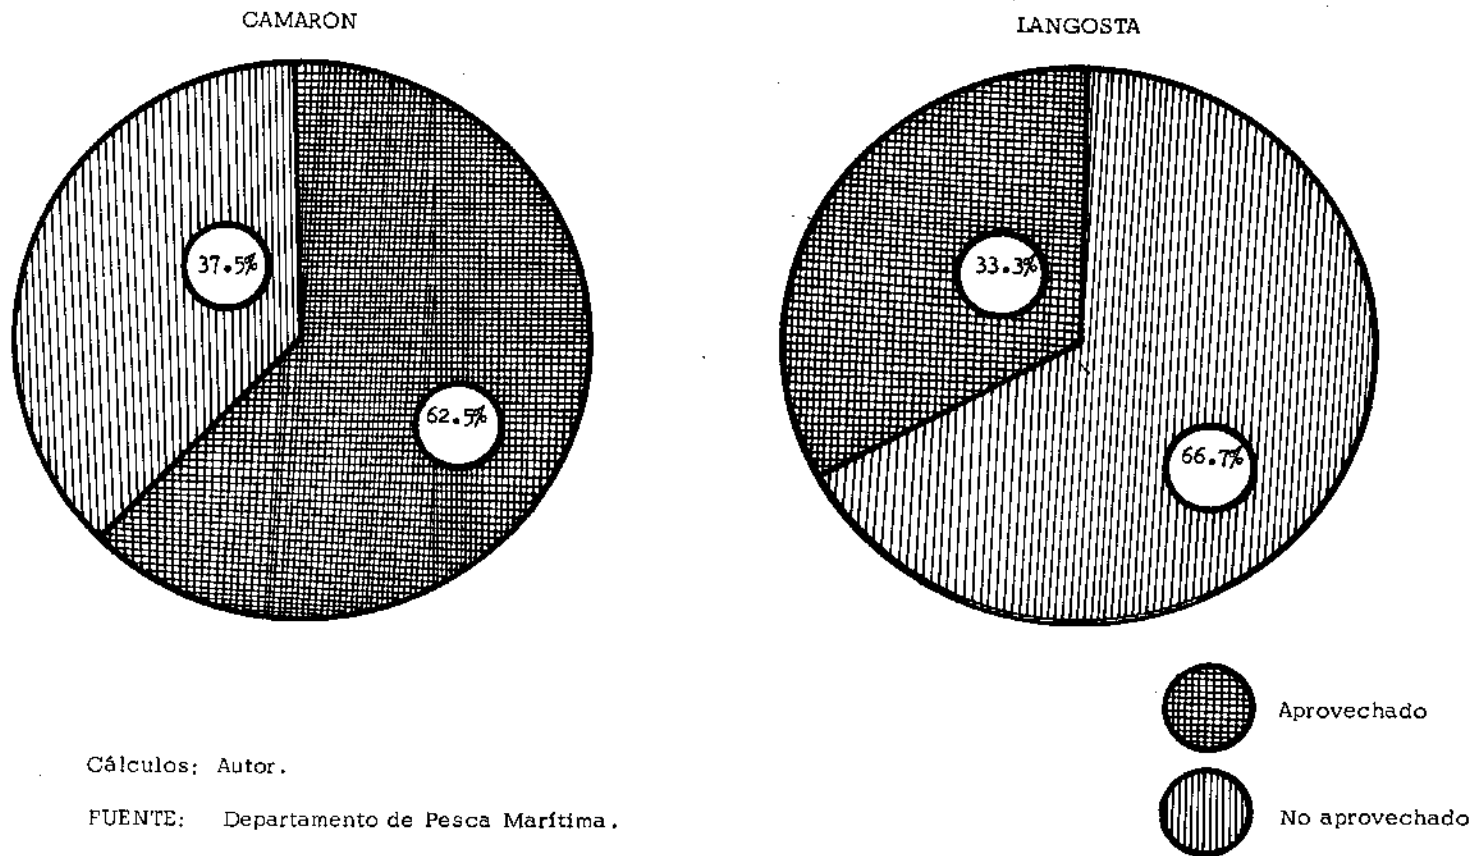 CAMARÓN
LANGOSTA
37.5%
33.3%
62.5%
66.7%
Aprovechado
Cálculos: Autor.
FUENTE: Departamento de Pesca Marítima.
No aprovechado